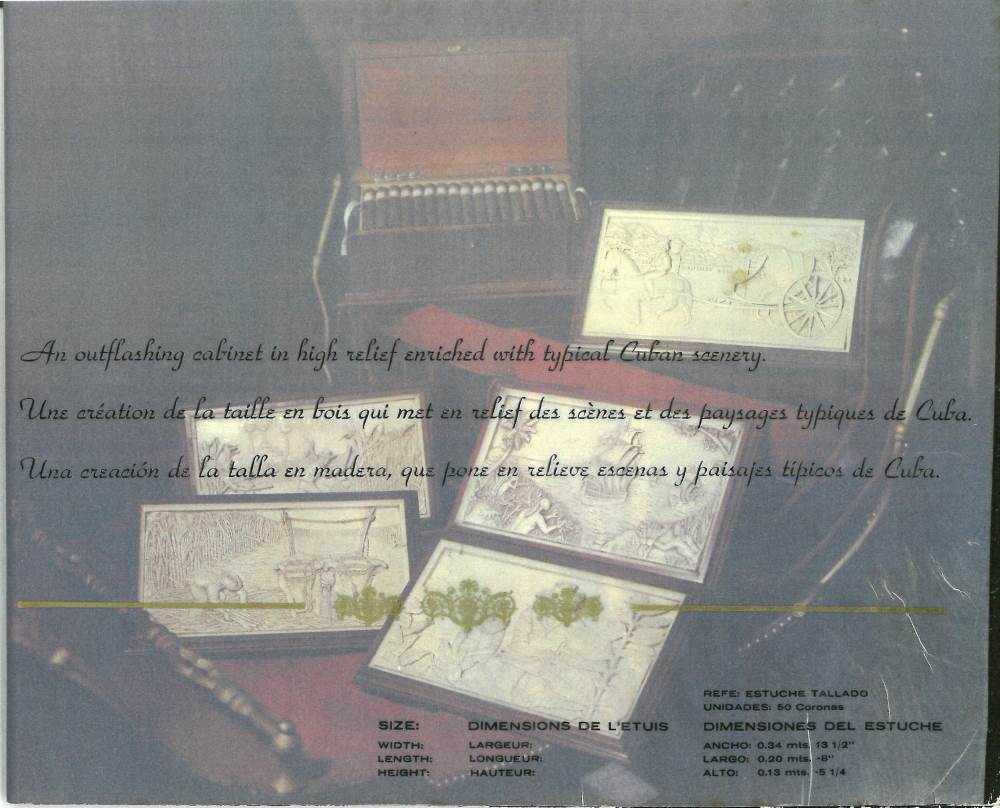 An outflashing cabinet in high relief enriched with typical Cuban scenery.
Une création de la taille en bois qui met en relief des scènes et des paysages typiques de Cuba.
Una creación de la talla en madera, que pone en relieve escenas y paisajes típicos de Cuba.
REFE: ESTUCHE TALLADO
UNIDADES: 50 Coronas
SIZE: DIMENSIONS DE L'ETUIS DIMENSIONES DEL ESTUCHE
WIDTH: LARGEUR: ANCHO: 0.34 mts. 13 1/2"
LENGTH: LONGUEUR: LARGO: 0.20 mts. -8"
HEIGHT: HAUTEUR: ALTO: 0.13 mts. -5 1/4